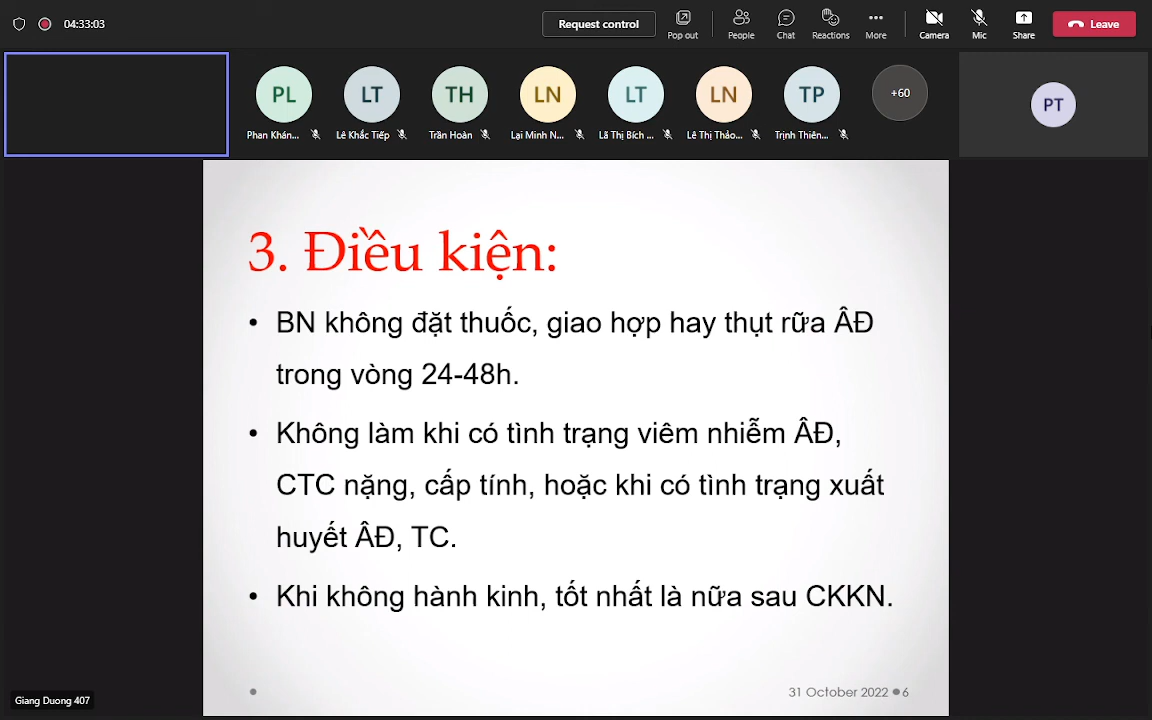 04:33:03
Request control
Pop out
People
Chat
Reactions
More
Camera
Mic
Share
Leave
PL
LT
TH
LN
LT
LN
TP
+60
PT
Phan Khán...
Lê Khắc Tiếp
Trần Hoàn
Lại Minh N...
Lã Thị Bích ...
Lê Thị Thảo...
Trịnh Thiên...
3. Điều kiện:
• BN không đặt thuốc, giao hợp hay thụt rữa ÂĐ
trong vòng 24-48h.
• Không làm khi có tình trạng viêm nhiễm ÂĐ,
CTC nặng, cấp tính, hoặc khi có tình trạng xuất
huyết ÂĐ, TC.
• Khi không hành kinh, tốt nhất là nữa sau CKKN.
31 October 2022 ●6
Giang Duong 407